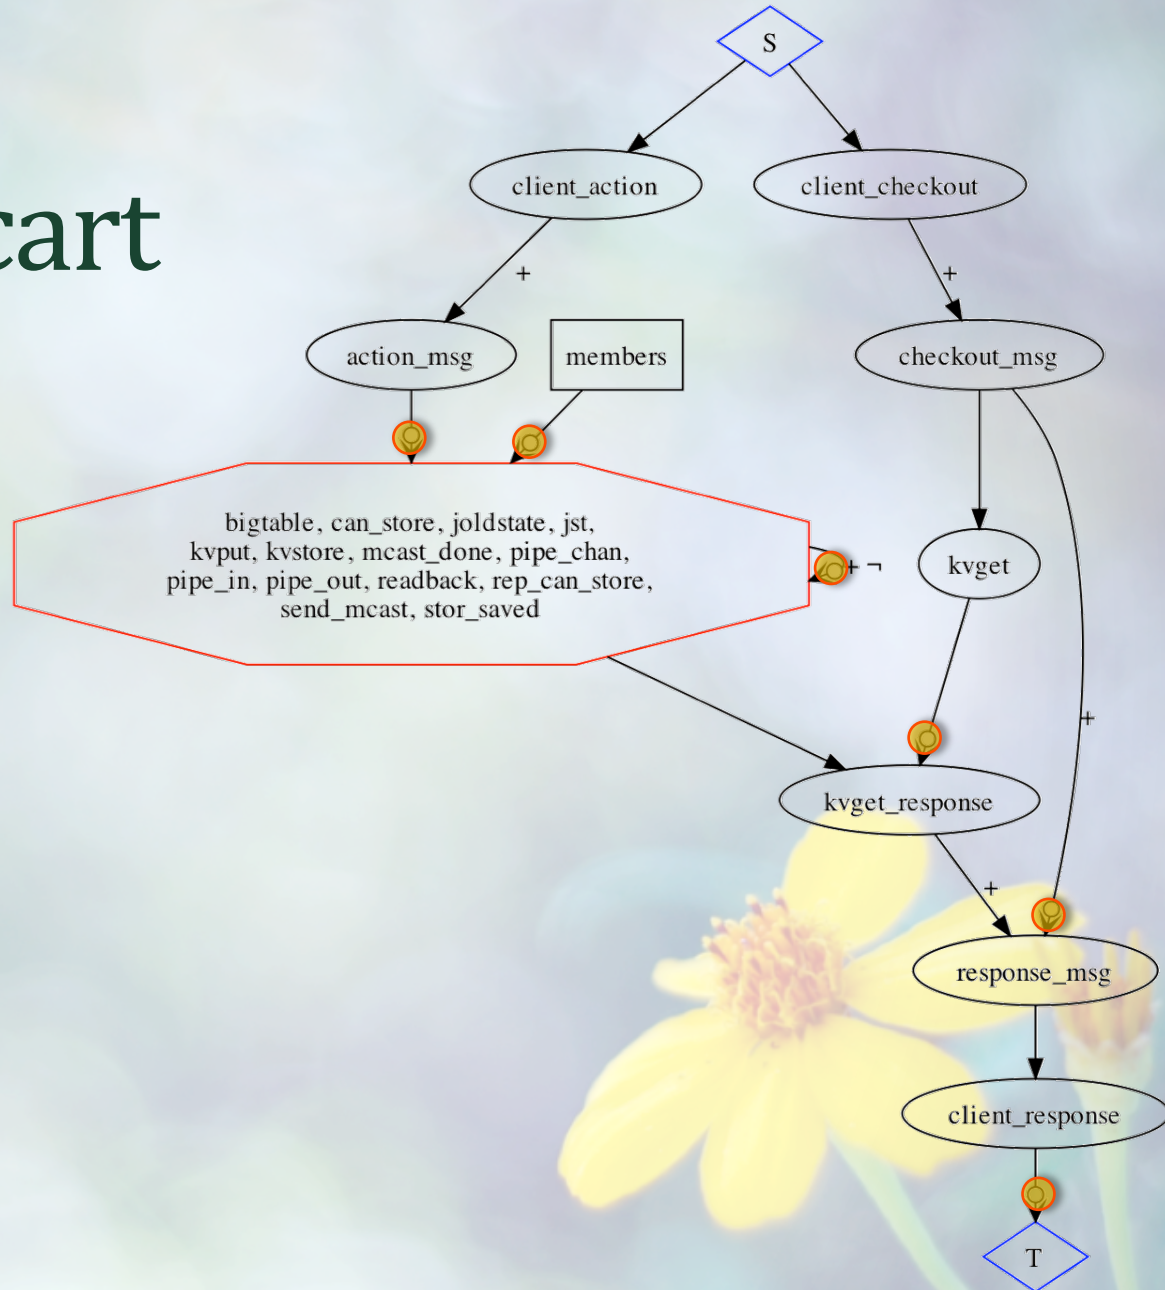 S
client_action
client_checkout
cart
+
+
action_msg
members
checkout_msg
bigtable, can_store, joldstate, jst,
kvput, kvstore, mcast_done, pipe_chan,
pipe_in, pipe_out, readback, rep_can_store,
send_mcast, stor_saved
+ ¬
kvget
+
kvget_response
+
response_msg
client_response
T